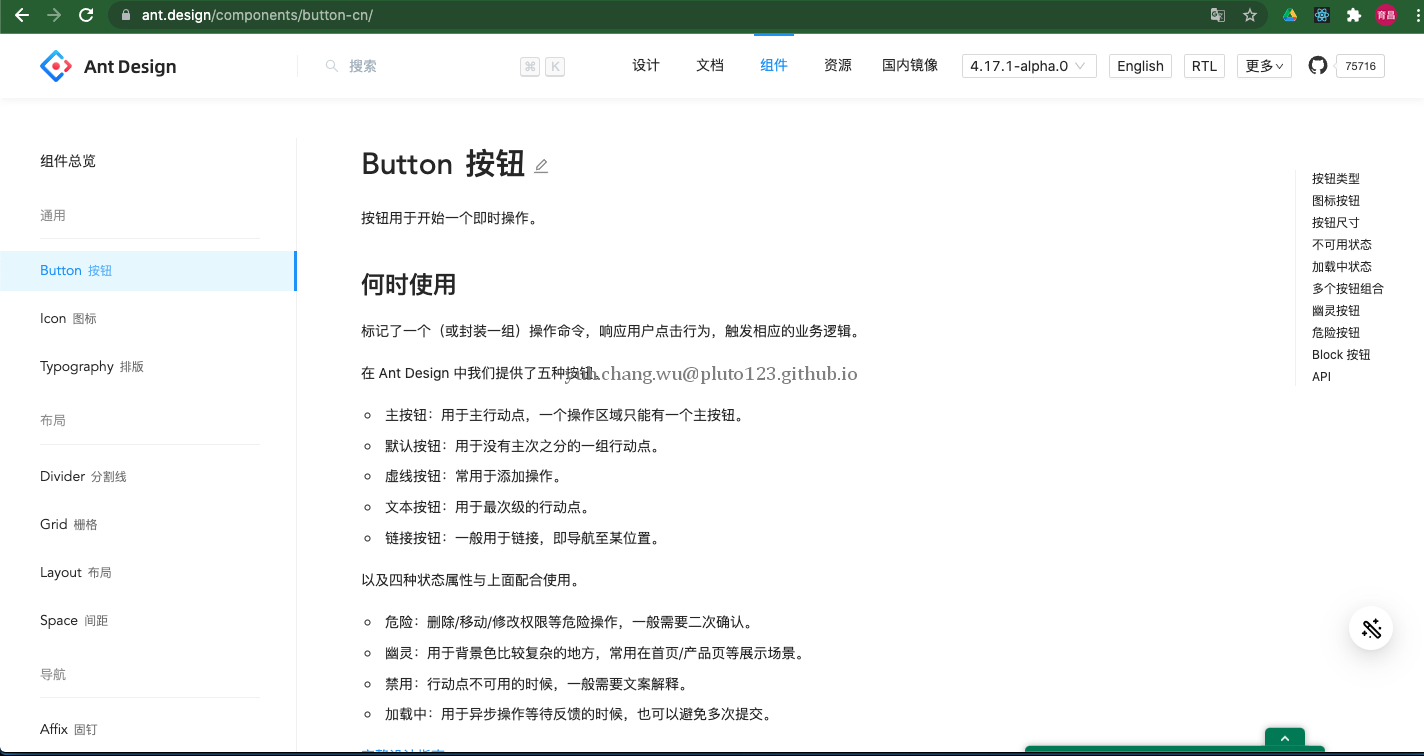 ant.design/components/button-cn/
育昌
Ant Design
搜索
⌘ K
设计
文档
组件
资源
国内镜像
4.17.1-alpha.0
English
RTL
更多
75716
组件总览
通用
Button 按钮
Icon 图标
Typography 排版
布局
Divider 分割线
Grid 栅格
Layout 布局
Space 间距
导航
Affix 固钉
Button 按钮
按钮用于开始一个即时操作。
何时使用
标记了一个（或封装一组）操作命令，响应用户点击行为，触发相应的业务逻辑。
在 Ant Design 中我们提供了五种按钮。
chang.wu@pluto123.github.io
主按钮：用于主行动点，一个操作区域只能有一个主按钮。
默认按钮：用于没有主次之分的一组行动点。
虚线按钮：常用于添加操作。
文本按钮：用于最次级的行动点。
链接按钮：一般用于链接，即导航至某位置。
以及四种状态属性与上面配合使用。
危险：删除/移动/修改权限等危险操作，一般需要二次确认。
幽灵：用于背景色比较复杂的地方，常用在首页/产品页等展示场景。
禁用：行动点不可用的时候，一般需要文案解释。
加载中：用于异步操作等待反馈的时候，也可以避免多次提交。
按钮类型
图标按钮
按钮尺寸
不可用状态
加载中状态
多个按钮组合
幽灵按钮
危险按钮
Block 按钮
API